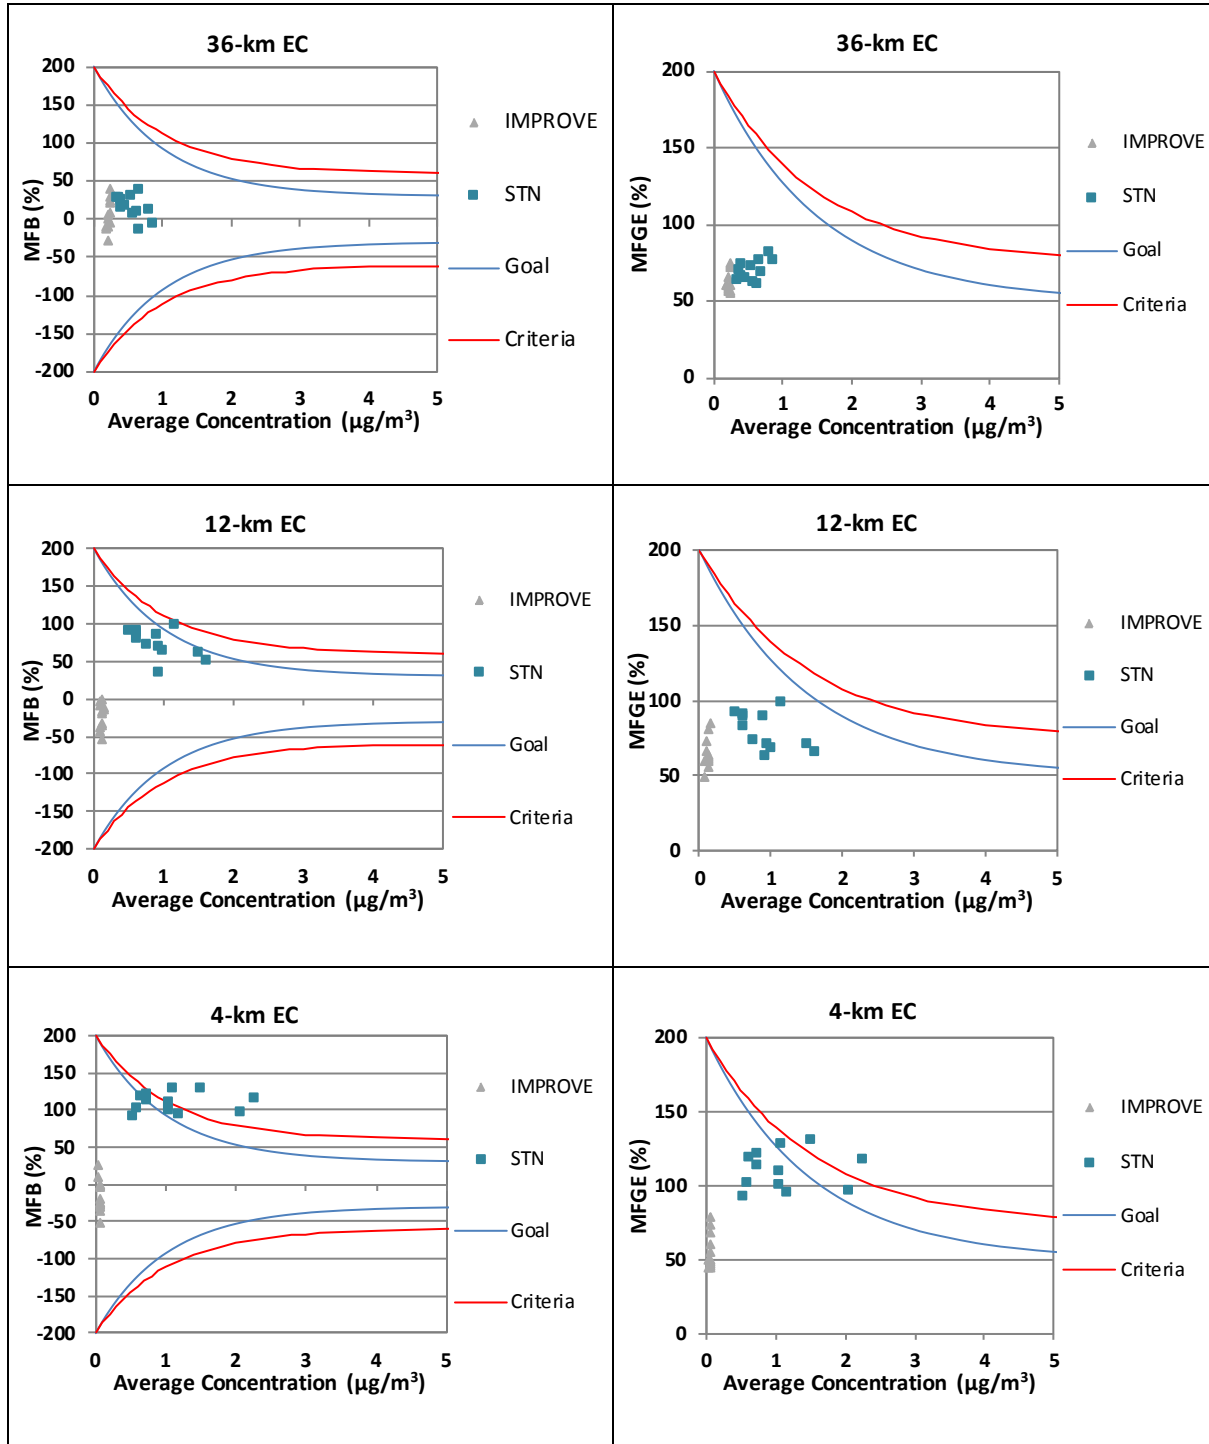 36-km EC
MFB (%)
200
150
100
50
0
-50
-100
-150
-200
0 1 2 3 4 5
Average Concentration (µg/m³)
IMPROVE
STN
Goal
Criteria
36-km EC
MFGE (%)
200
150
100
50
0
0 1 2 3 4 5
Average Concentration (µg/m³)
IMPROVE
STN
Goal
Criteria
12-km EC
MFB (%)
200
150
100
50
0
-50
-100
-150
-200
0 1 2 3 4 5
Average Concentration (µg/m³)
IMPROVE
STN
Goal
Criteria
12-km EC
MFGE (%)
200
150
100
50
0
0 1 2 3 4 5
Average Concentration (µg/m³)
IMPROVE
STN
Goal
Criteria
4-km EC
MFB (%)
200
150
100
50
0
-50
-100
-150
-200
0 1 2 3 4 5
Average Concentration (µg/m³)
IMPROVE
STN
Goal
Criteria
4-km EC
MFGE (%)
200
150
100
50
0
0 1 2 3 4 5
Average Concentration (µg/m³)
IMPROVE
STN
Goal
Criteria